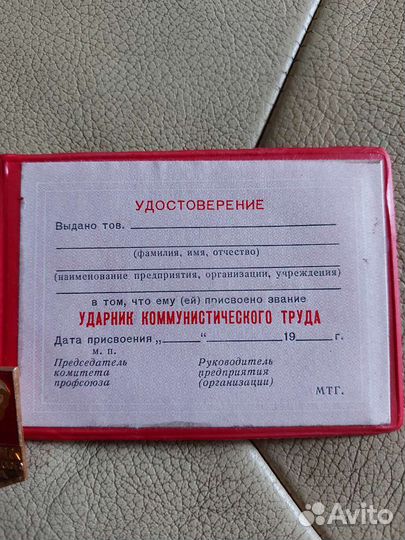 УДОСТОВЕРЕНИЕ
Выдано тов.
(фамилия, имя, отчество)
(наименование предприятия, организации, учреждения)
в том, что ему (ей) присвоено звание
УДАРНИК КОММУНИСТИЧЕСКОГО ТРУДА
Дата присвоения „ “ 19 г.
м. п.
Председатель комитета профсоюза
Руководитель предприятия (организации)
МТГ.
Avito